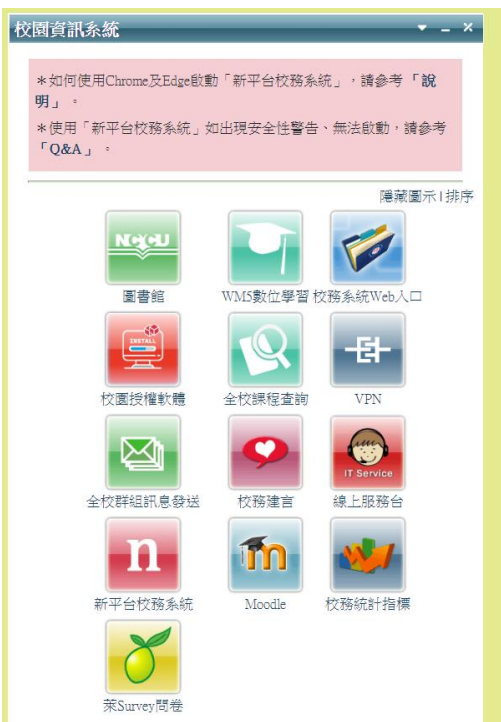 校園資訊系統
＊如何使用Chrome及Edge啟動「新平台校務系統」，請參考「說
明」。
＊使用「新平台校務系統」如出現安全性警告、無法啟動，請參考
「Q&A」。
隱藏圖示 | 排序
NCCU
圖書館
WM5數位學習
校務系統Web入口
INSTALL
校園授權軟體
全校課程查詢
VPN
全校群組訊息發送
校務建言
IT Service
線上服務台
n
新平台校務系統
m
Moodle
校務統計指標
萊Survey問卷